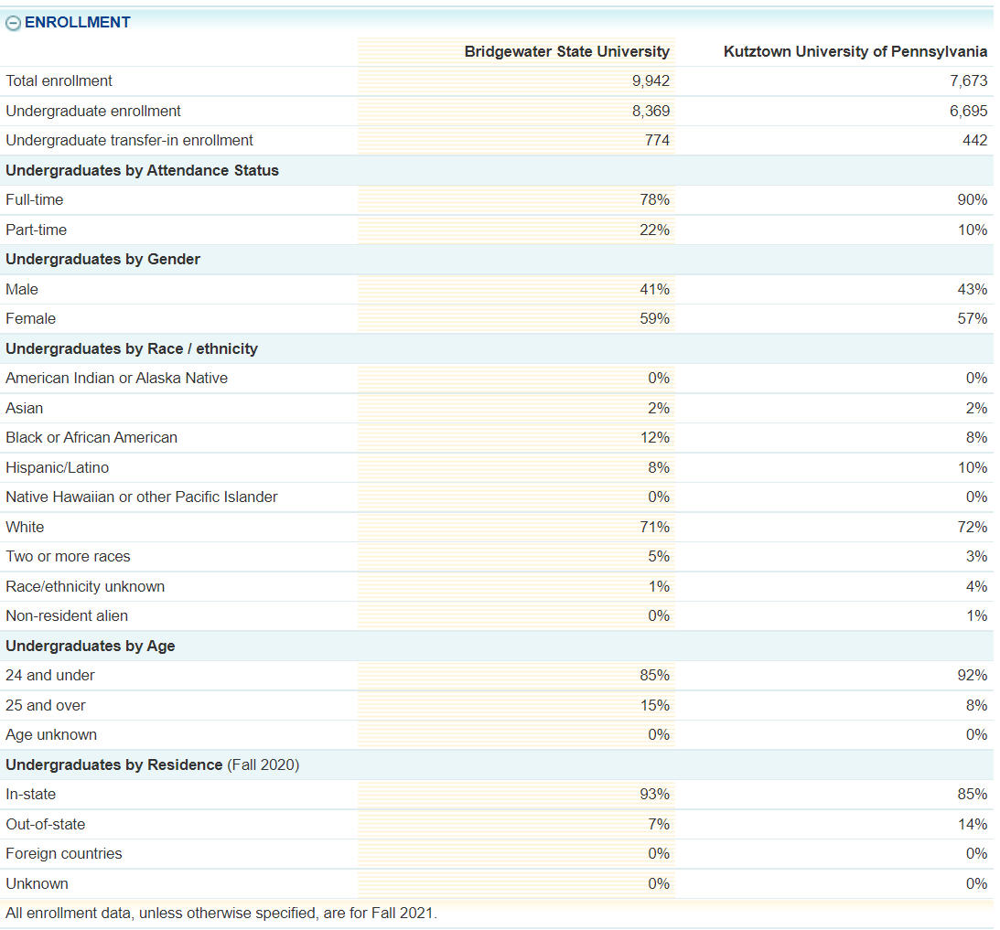 ENROLLMENT
Bridgewater State University Kutztown University of Pennsylvania
Total enrollment 9,942 7,673
Undergraduate enrollment 8,369 6,695
Undergraduate transfer-in enrollment 774 442
Undergraduates by Attendance Status
Full-time 78% 90%
Part-time 22% 10%
Undergraduates by Gender
Male 41% 43%
Female 59% 57%
Undergraduates by Race / ethnicity
American Indian or Alaska Native 0% 0%
Asian 2% 2%
Black or African American 12% 8%
Hispanic/Latino 8% 10%
Native Hawaiian or other Pacific Islander 0% 0%
White 71% 72%
Two or more races 5% 3%
Race/ethnicity unknown 1% 4%
Non-resident alien 0% 1%
Undergraduates by Age
24 and under 85% 92%
25 and over 15% 8%
Age unknown 0% 0%
Undergraduates by Residence (Fall 2020)
In-state 93% 85%
Out-of-state 7% 14%
Foreign countries 0% 0%
Unknown 0% 0%
All enrollment data, unless otherwise specified, are for Fall 2021.